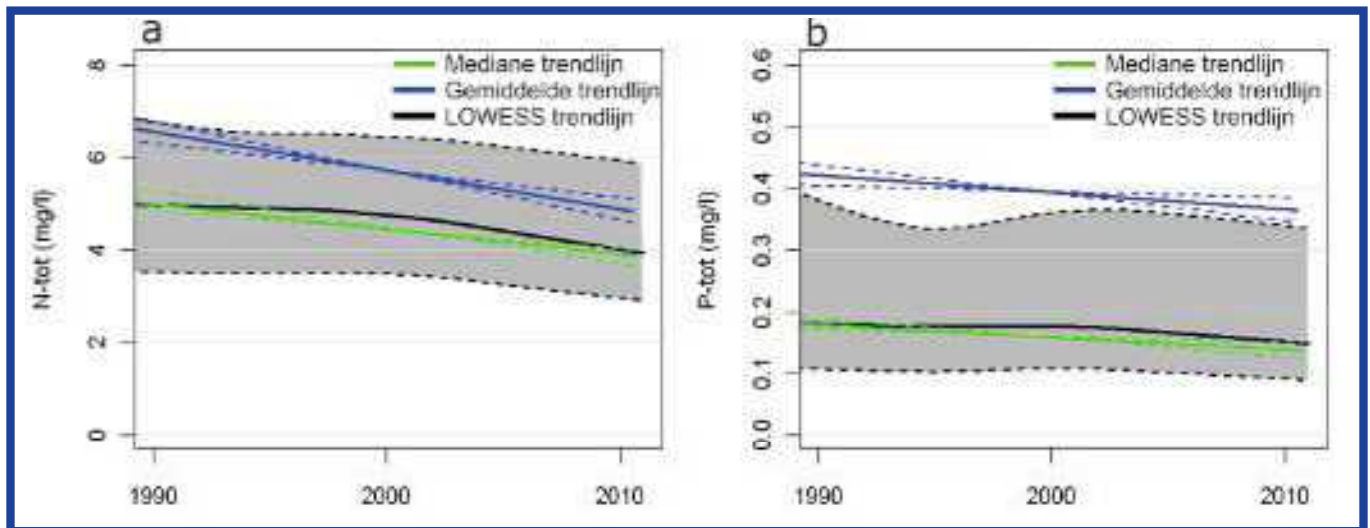 a
Mediane trendlijn
Gemiddelde trendlijn
LOWESS trendlijn
N-tot (mg/l)
8
6
4
2
0
1990
2000
2010
b
Mediane trendlijn
Gemiddelde trendlijn
LOWESS trendlijn
P-tot (mg/l)
0.6
0.5
0.4
0.3
0.2
0.1
0.0
1990
2000
2010